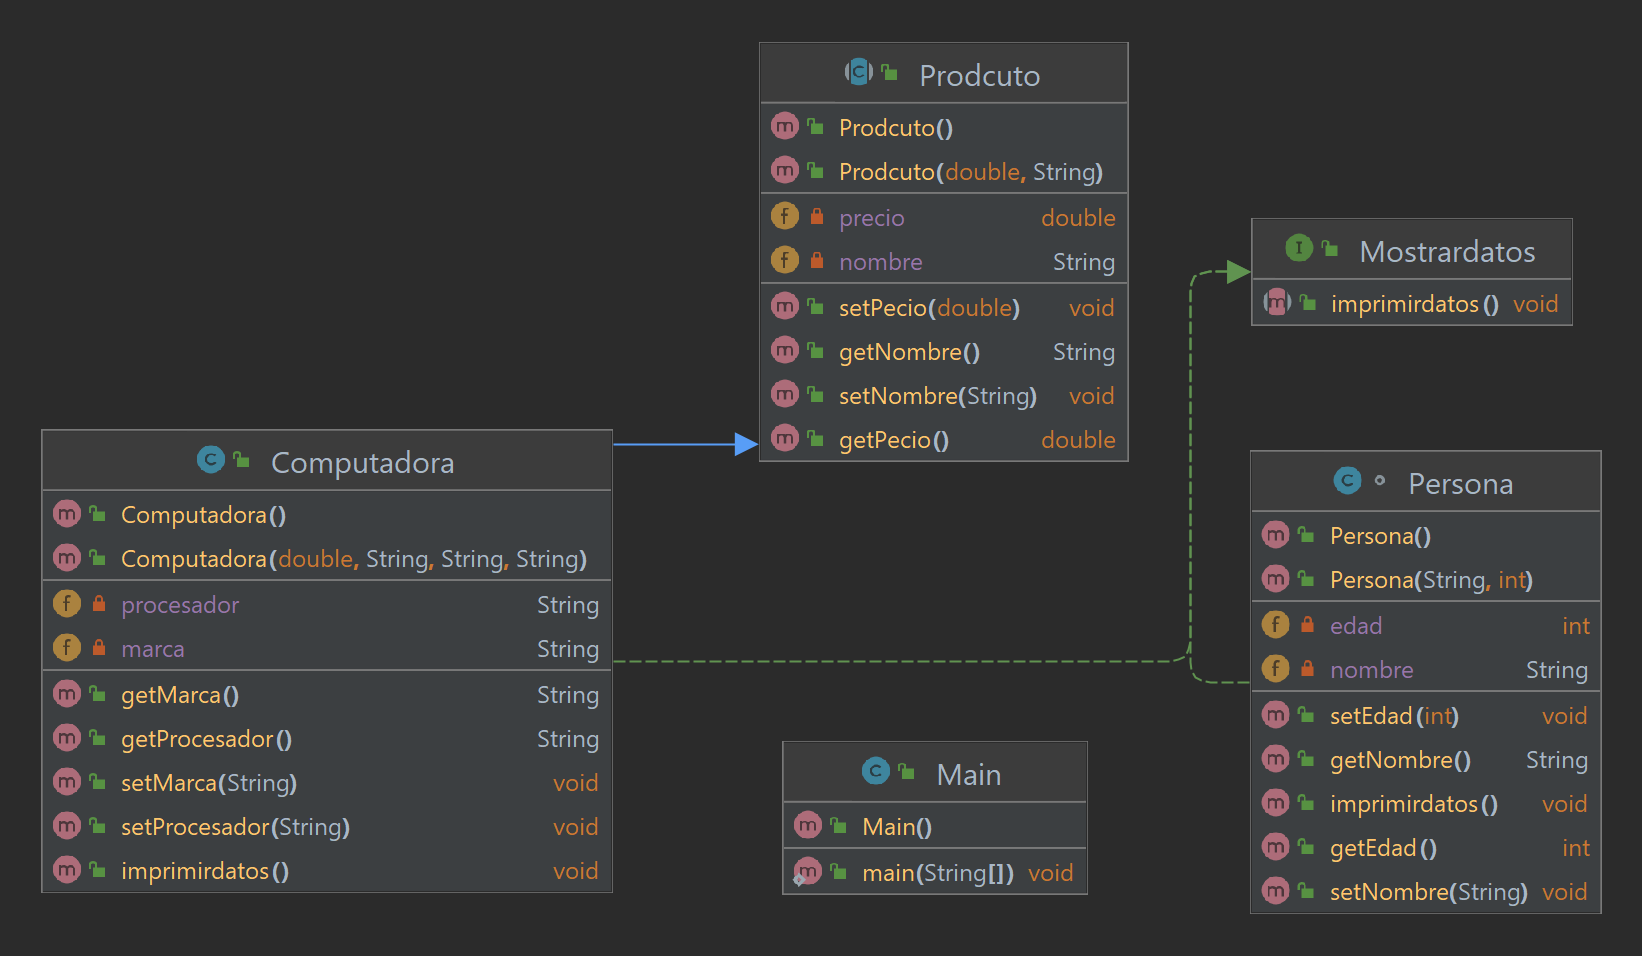 Prodcuto
Prodcuto()
Prodcuto(double, String)
precio double
nombre String
setPecio(double) void
getNombre() String
setNombre(String) void
getPecio() double
Mostrardatos
imprimirdatos() void
Computadora
Computadora()
Computadora(double, String, String, String)
procesador String
marca String
getMarca() String
getProcesador() String
setMarca(String) void
setProcesador(String) void
imprimirdatos() void
Persona
Persona()
Persona(String, int)
edad int
nombre String
setEdad(int) void
getNombre() String
imprimirdatos() void
getEdad() int
setNombre(String) void
Main
Main()
main(String[]) void